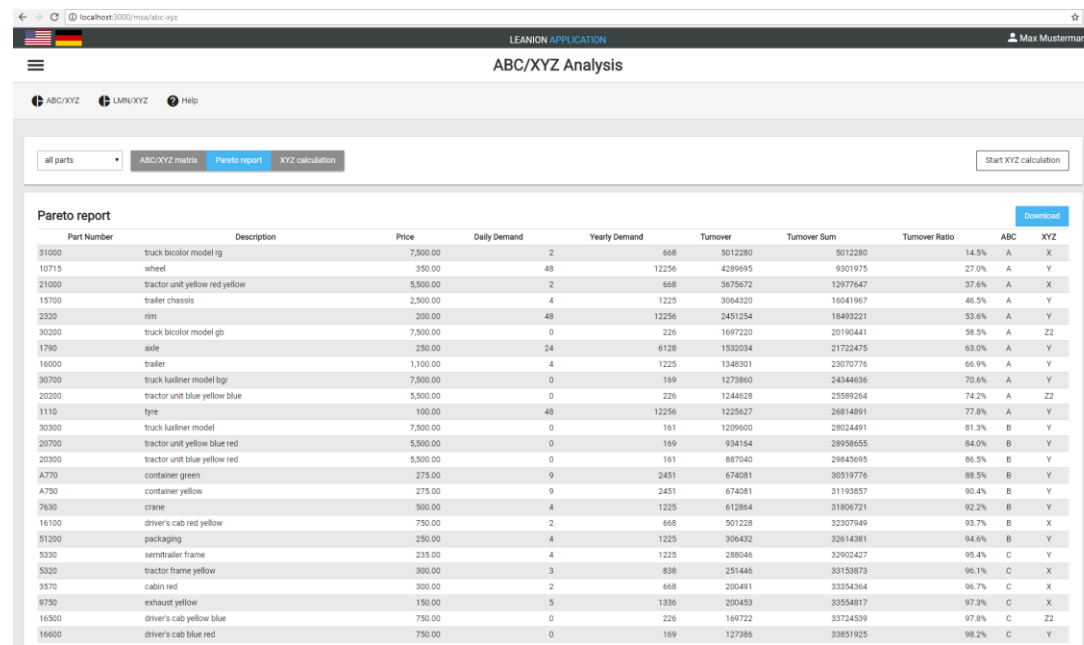 localhost:3000/msa/abc-xyz
LEANION APPLICATION Max Musterman
ABC/XYZ Analysis
ABC/XYZ LMN/XYZ Help
all parts ABC/XYZ matrix Pareto report XYZ calculation Start XYZ calculation
Pareto report Download
Part Number Description Price Daily Demand Yearly Demand Turnover Turnover Sum Turnover Ratio ABC XYZ
31000 truck bicolor model rg 7,500.00 2 668 5012280 5012280 14.5% A X
10715 wheel 350.00 48 12256 4289695 9301975 27.0% A Y
21000 tractor unit yellow red yellow 5,500.00 2 668 3675672 12977647 37.6% A X
15700 trailer chassis 2,500.00 4 1225 3064320 16041967 46.5% A Y
2320 rim 200.00 48 12256 2451254 18493221 53.6% A Y
30200 truck bicolor model gb 7,500.00 0 226 1697220 20190441 58.5% A Z2
1790 axle 250.00 24 6128 1532034 21722475 63.0% A Y
16000 trailer 1,100.00 4 1225 1348301 23070776 66.9% A Y
30700 truck luxliner model bgr 7,500.00 0 169 1273860 24344636 70.6% A Y
20200 tractor unit blue yellow blue 5,500.00 0 226 1244628 25589264 74.2% A Z2
1110 tyre 100.00 48 12256 1225627 26814891 77.8% A Y
30300 truck luxliner model 7,500.00 0 161 1209600 28024491 81.3% B Y
20700 tractor unit yellow blue red 5,500.00 0 169 934164 28958655 84.0% B Y
20300 tractor unit blue yellow red 5,500.00 0 161 887040 29845695 86.5% B Y
A770 container green 275.00 9 2451 674081 30519776 88.5% B Y
A750 container yellow 275.00 9 2451 674081 31193857 90.4% B Y
7630 crane 500.00 4 1225 612864 31806721 92.2% B Y
16100 driver's cab red yellow 750.00 2 668 501228 32307949 93.7% B X
51200 packaging 250.00 4 1225 306432 32614381 94.6% B Y
5330 semitrailer frame 235.00 4 1225 288046 32902427 95.4% C Y
5320 tractor frame yellow 300.00 3 838 251446 33153873 96.1% C X
3570 cabin red 300.00 2 668 200491 33354364 96.7% C X
9750 exhaust yellow 150.00 5 1336 200453 33554817 97.3% C X
16500 driver's cab yellow blue 750.00 0 226 169722 33724539 97.8% C Z2
16600 driver's cab blue red 750.00 0 169 127386 33851925 98.2% C Y